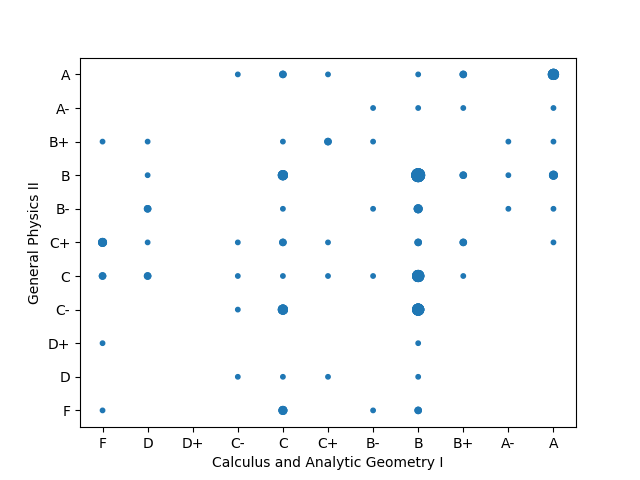 A
A-
B+
B
B-
C+
C
C-
D+
D
F
General Physics II
F D D+ C- C C+ B- B B+ A- A
Calculus and Analytic Geometry I